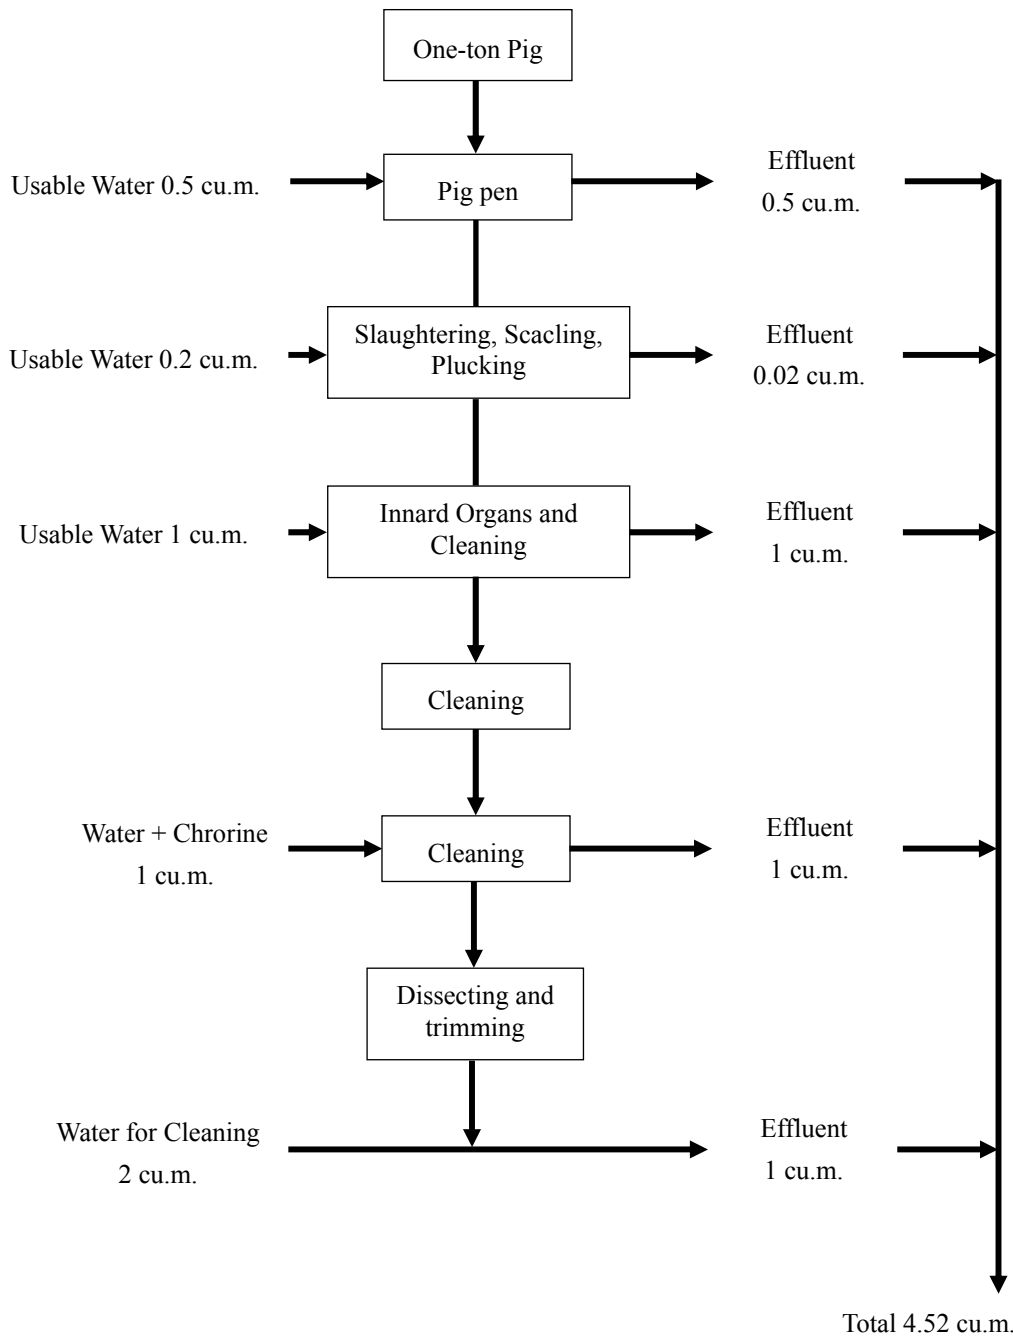 One-ton Pig
Usable Water 0.5 cu.m.
Pig pen
Effluent
0.5 cu.m.
Usable Water 0.2 cu.m.
Slaughtering, Scacling,
Plucking
Effluent
0.02 cu.m.
Usable Water 1 cu.m.
Innard Organs and
Cleaning
Effluent
1 cu.m.
Cleaning
Water + Chrorine
1 cu.m.
Cleaning
Effluent
1 cu.m.
Dissecting and
trimming
Water for Cleaning
2 cu.m.
Effluent
1 cu.m.
Total 4.52 cu.m.